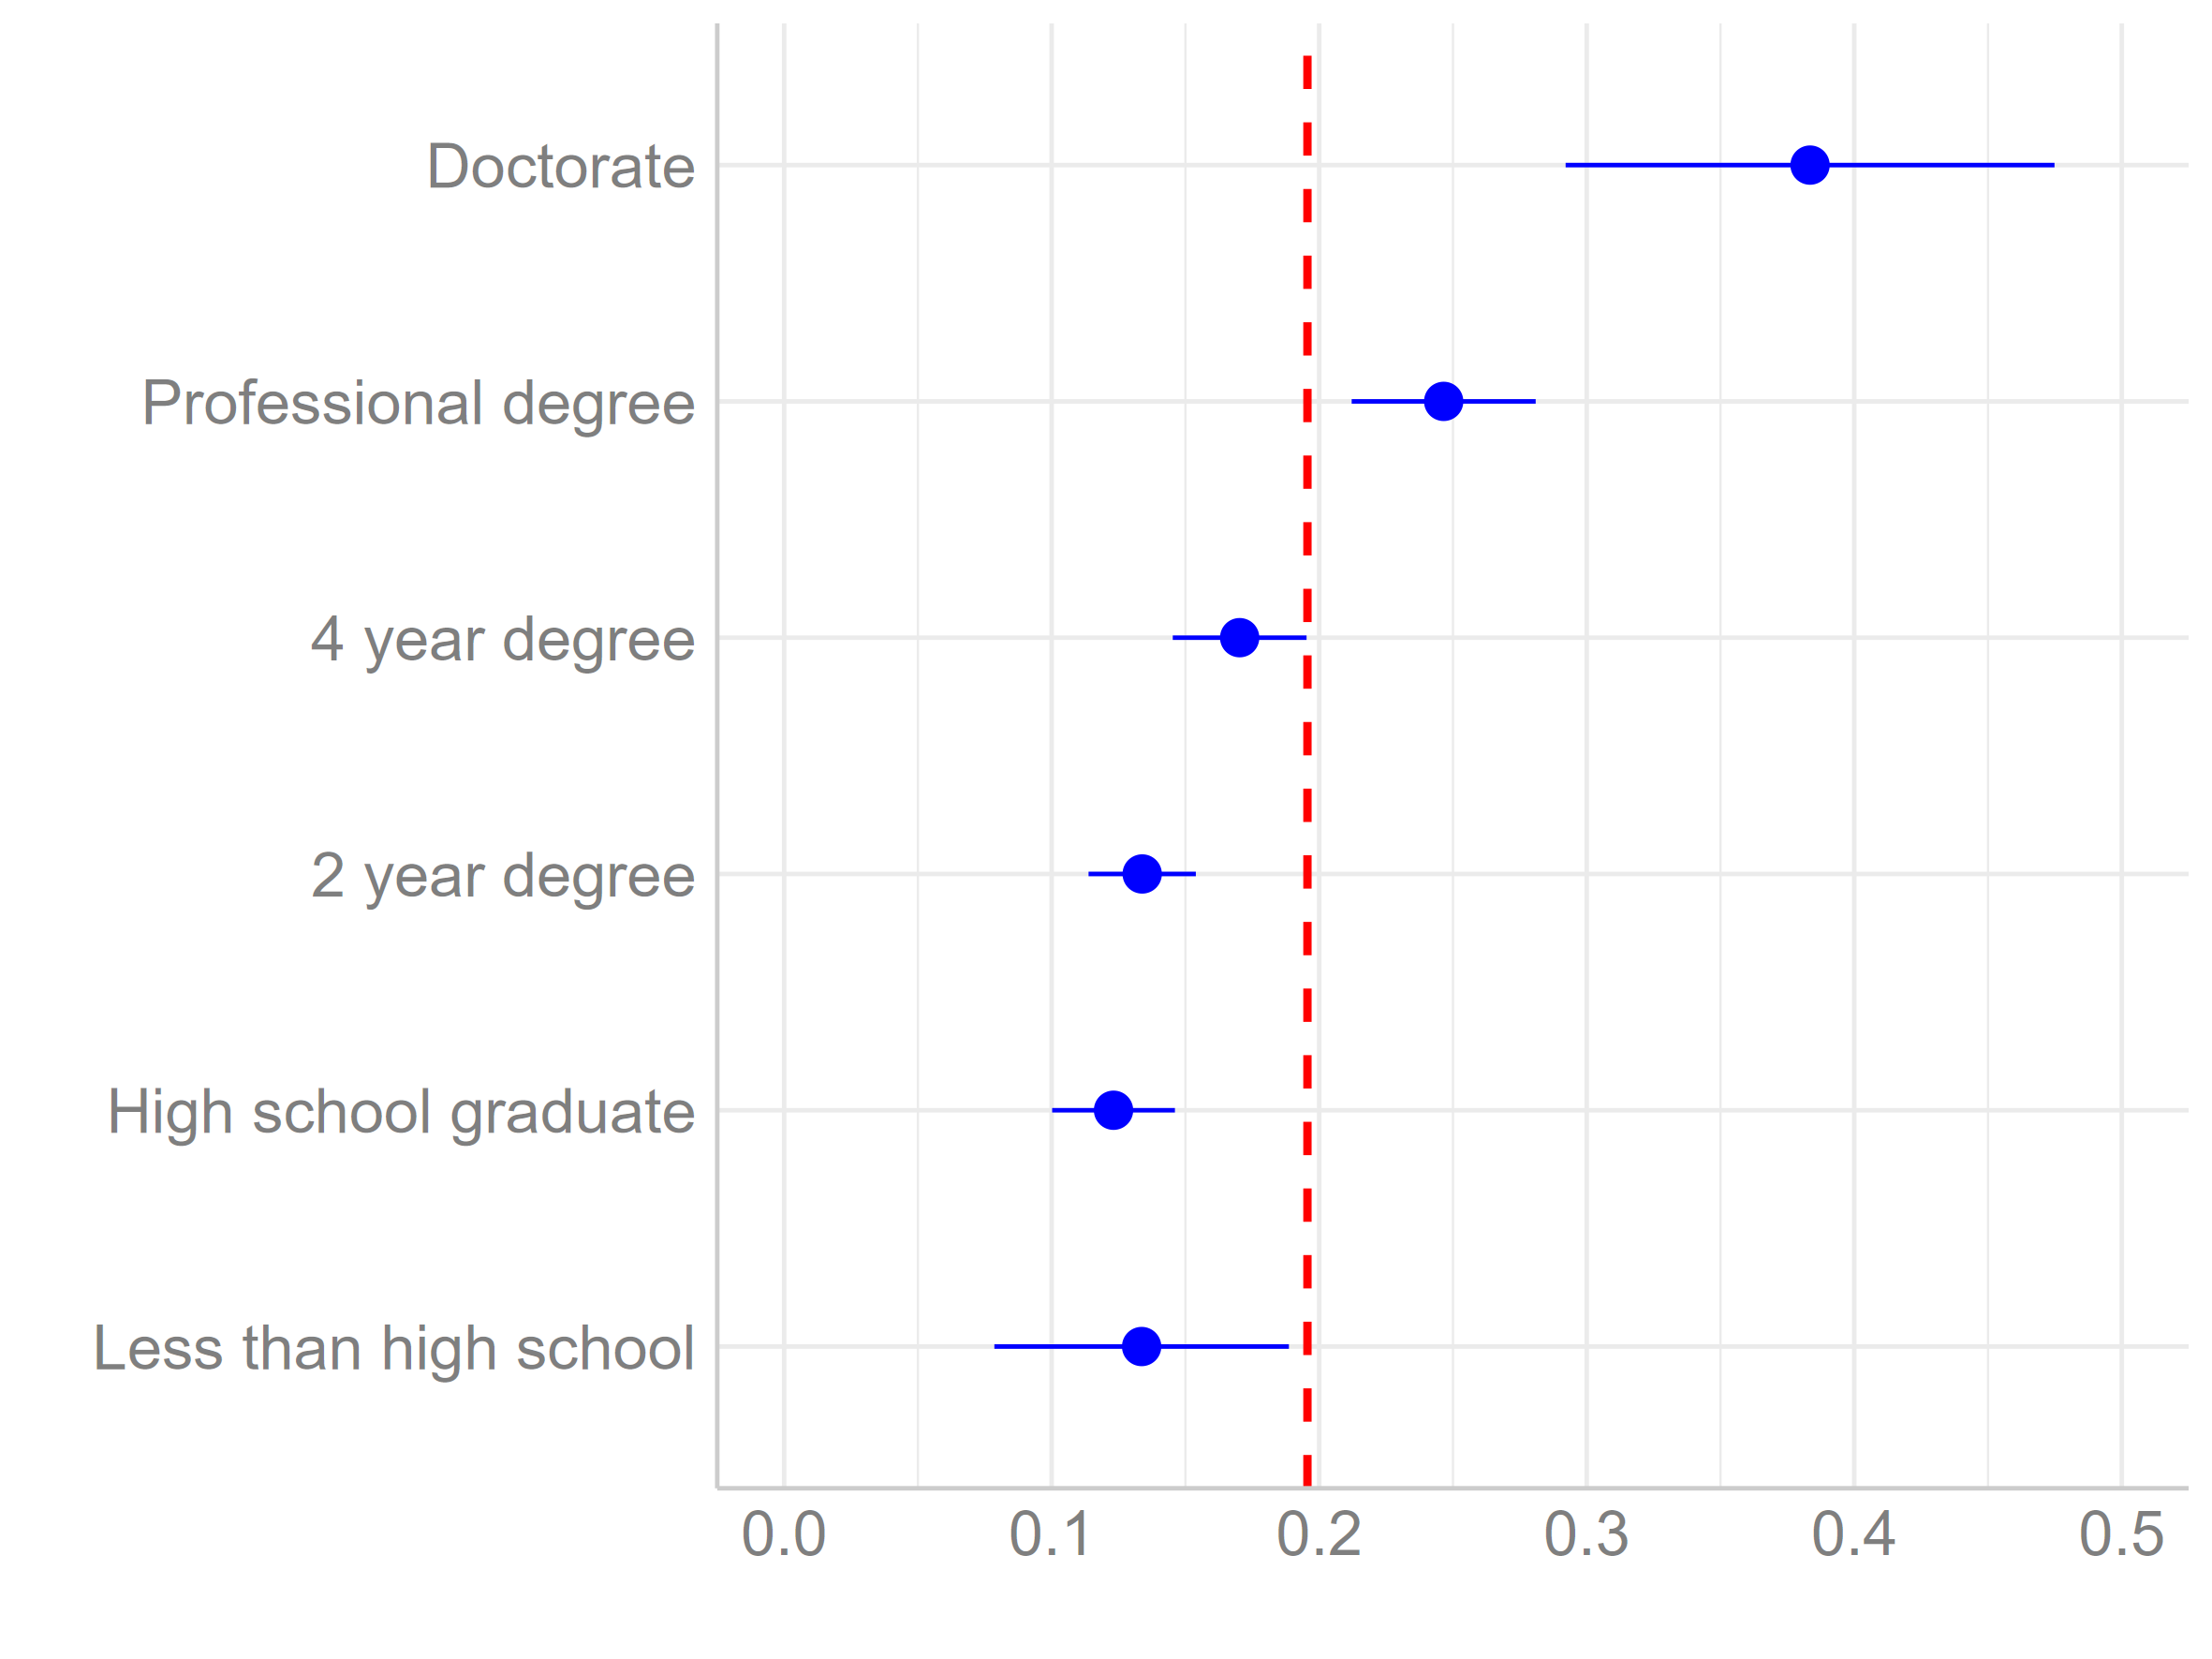 Doctorate
Professional degree
4 year degree
2 year degree
High school graduate
Less than high school
0.0 0.1 0.2 0.3 0.4 0.5